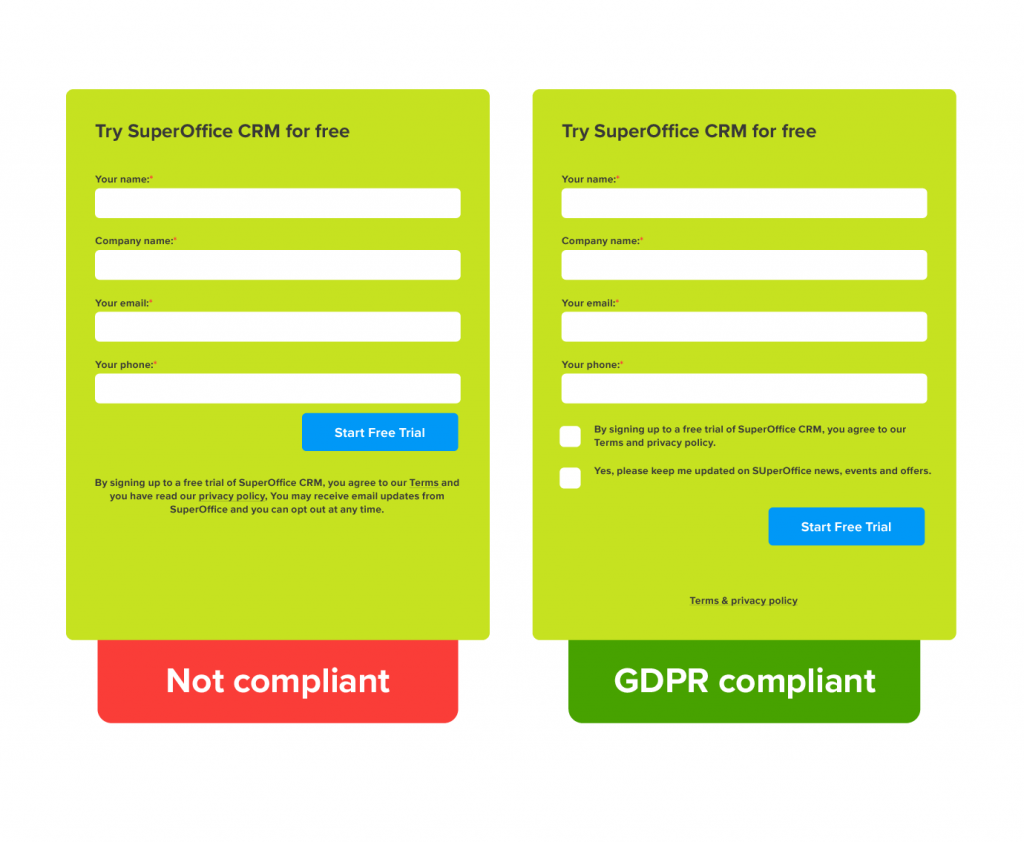 Try SuperOffice CRM for free
Your name:*
Company name:*
Your email:*
Your phone:*
Start Free Trial
By signing up to a free trial of SuperOffice CRM, you agree to our Terms and
you have read our privacy policy, You may receive email updates from
SuperOffice and you can opt out at any time.
Not compliant
Try SuperOffice CRM for free
Your name:*
Company name:*
Your email:*
Your phone:*
By signing up to a free trial of SuperOffice CRM, you agree to our
Terms and privacy policy.
Yes, please keep me updated on SUperOffice news, events and offers.
Start Free Trial
Terms & privacy policy
GDPR compliant